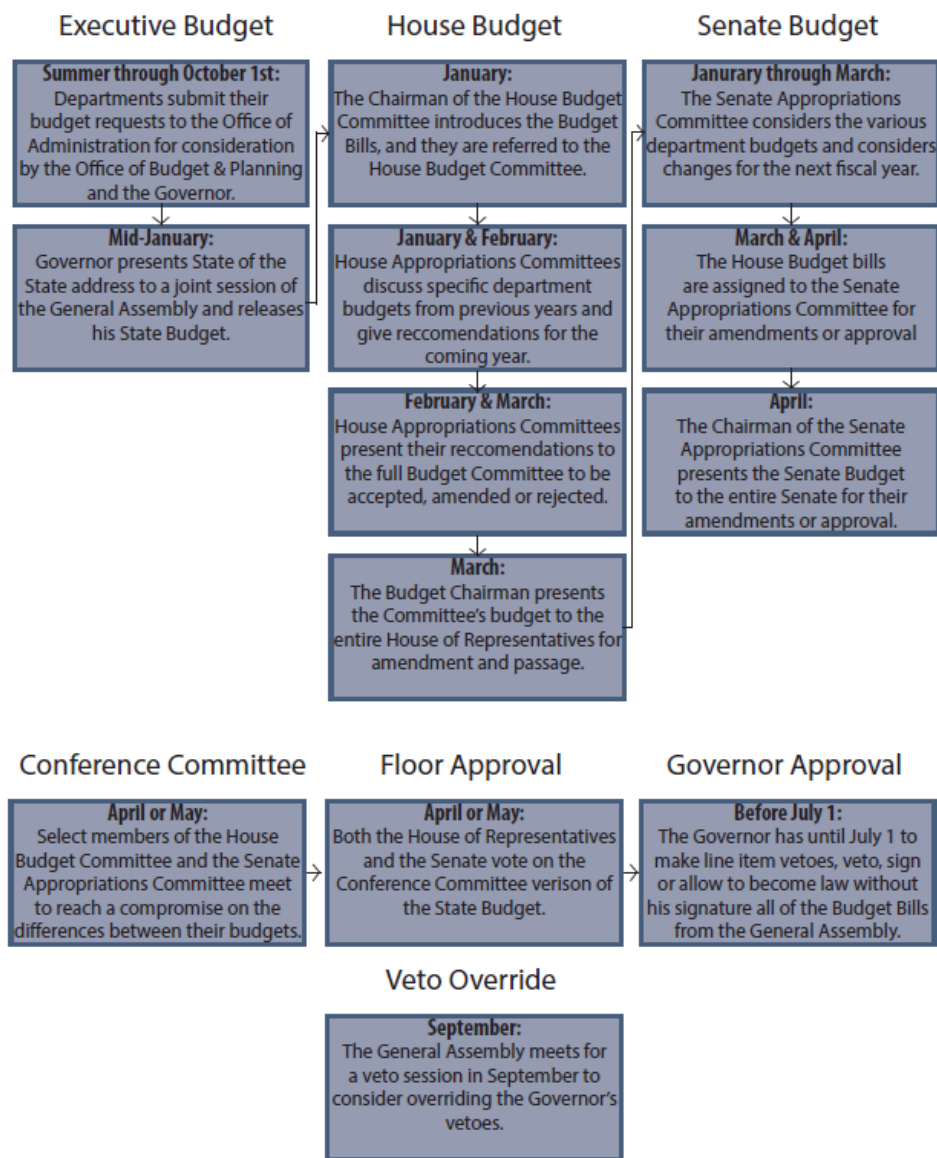 Executive Budget
Summer through October 1st:
Departments submit their
budget requests to the Office of
Administration for consideration
by the Office of Budget & Planning
and the Governor.
Mid-January:
Governor presents State of the
State address to a joint session of
the General Assembly and releases
his State Budget.
House Budget
January:
The Chairman of the House Budget
Committee introduces the Budget
Bills, and they are referred to the
House Budget Committee.
January & February:
House Appropriations Committees
discuss specific department
budgets from previous years and
give reccomendations for the
coming year.
February & March:
House Appropriations Committees
present their reccomendations to
the full Budget Committee to be
accepted, amended or rejected.
March:
The Budget Chairman presents
the Committee's budget to the
entire House of Representatives for
amendment and passage.
Senate Budget
Janurary through March:
The Senate Appropriations
Committee considers the various
department budgets and considers
changes for the next fiscal year.
March & April:
The House Budget bills
are assigned to the Senate
Appropriations Committee for
their amendments or approval
April:
The Chairman of the Senate
Appropriations Committee
presents the Senate Budget
to the entire Senate for their
amendments or approval.
Conference Committee
April or May:
Select members of the House
Budget Committee and the Senate
Appropriations Committee meet
to reach a compromise on the
differences between their budgets.
Floor Approval
April or May:
Both the House of Representatives
and the Senate vote on the
Conference Committee verison of
the State Budget.
Governor Approval
Before July 1:
The Governor has until July 1 to
make line item vetoes, veto, sign
or allow to become law without
his signature all of the Budget Bills
from the General Assembly.
Veto Override
September:
The General Assembly meets for
a veto session in September to
consider overriding the Governor's
vetoes.